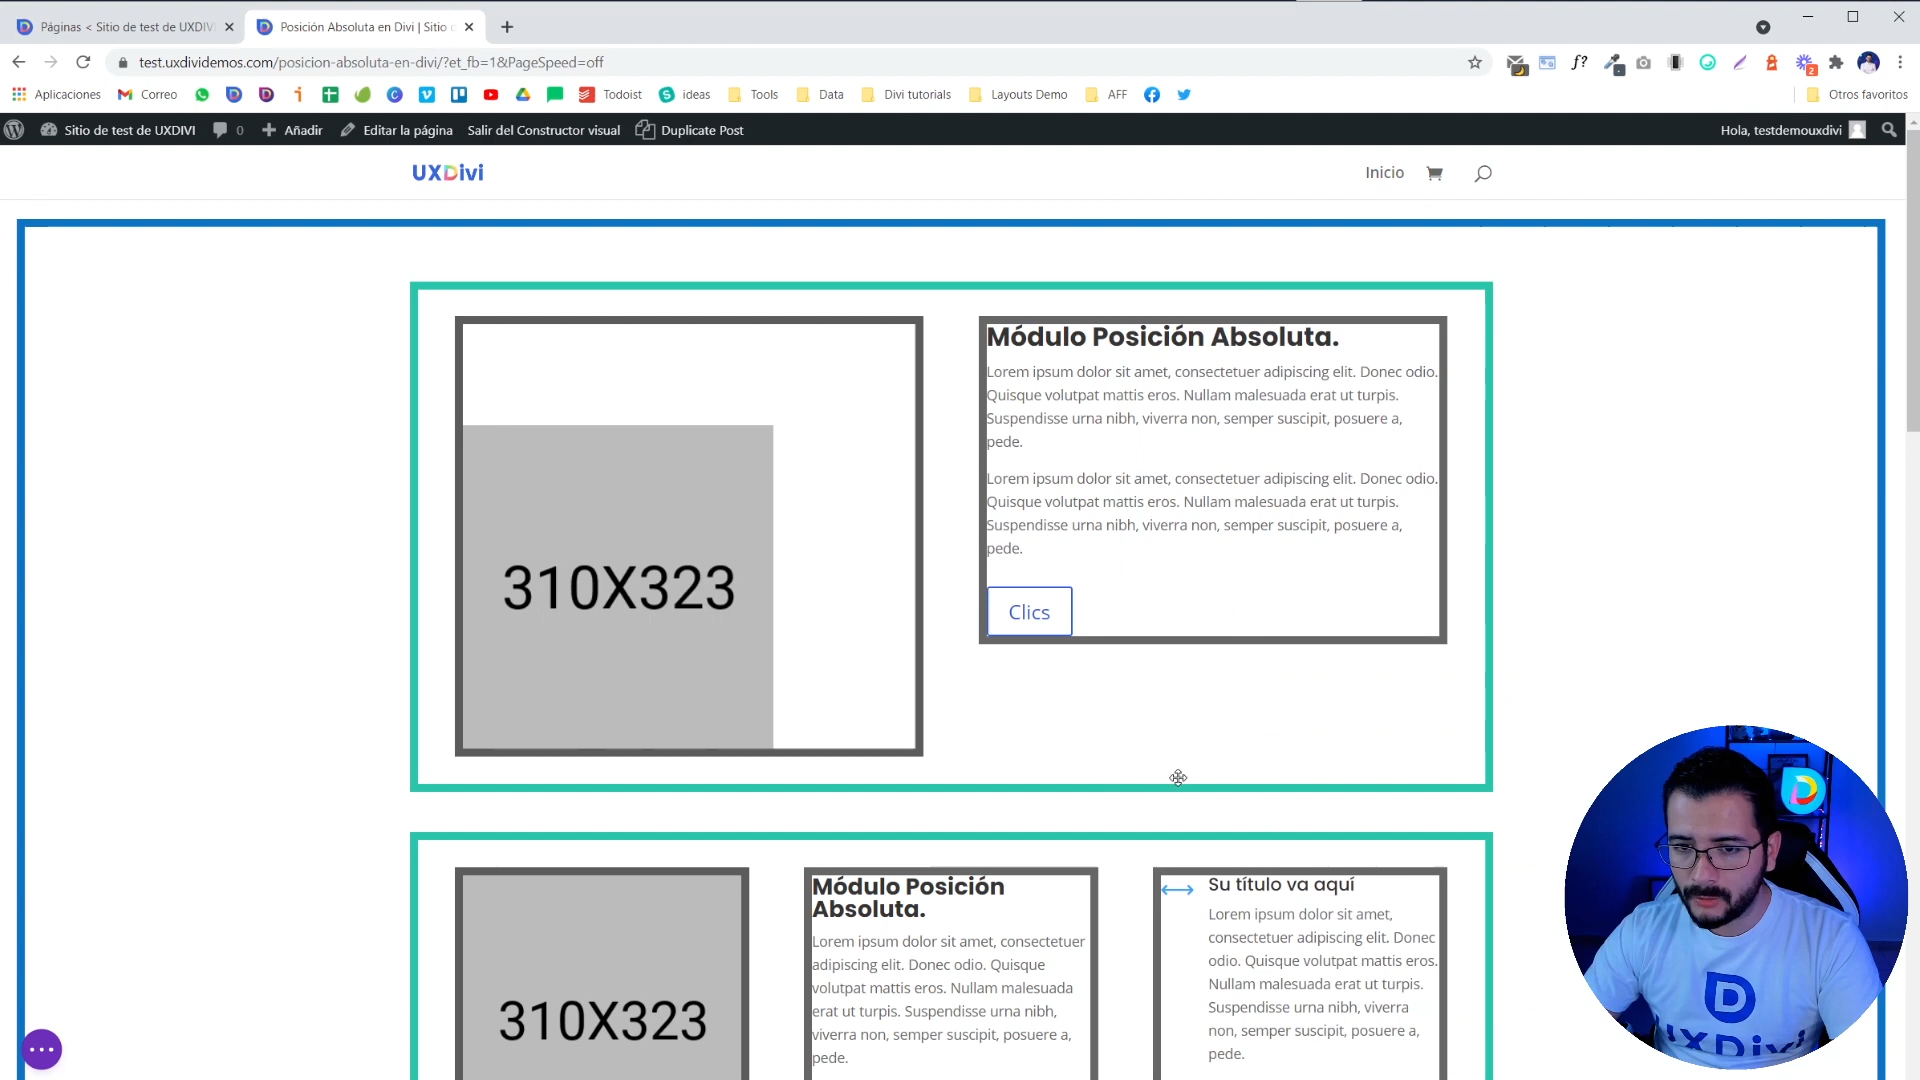 Páginas < Sitio de test de UXDIVI
Posición Absoluta en Divi | Sitio
test.uxdividemos.com/posicion-absoluta-en-divi/?et_fb=1&PageSpeed=off
f?
2
Aplicaciones
Correo
Todoist
ideas
Tools
Data
Divi tutorials
Layouts Demo
AFF
Otros favoritos
Sitio de test de UXDIVI
0
Añadir
Editar la página
Salir del Constructor visual
Duplicate Post
Hola, testdemouxdivi
UXDivi
Inicio
310X323
Módulo Posición Absoluta.
Lorem ipsum dolor sit amet, consectetuer adipiscing elit. Donec odio.
Quisque volutpat mattis eros. Nullam malesuada erat ut turpis.
Suspendisse urna nibh, viverra non, semper suscipit, posuere a,
pede.
Lorem ipsum dolor sit amet, consectetuer adipiscing elit. Donec odio.
Quisque volutpat mattis eros. Nullam malesuada erat ut turpis.
Suspendisse urna nibh, viverra non, semper suscipit, posuere a,
pede.
Clics
310X323
Módulo Posición
Absoluta.
Lorem ipsum dolor sit amet, consectetuer
adipiscing elit. Donec odio. Quisque
volutpat mattis eros. Nullam malesuada
erat ut turpis. Suspendisse urna nibh,
viverra non, semper suscipit, posuere a,
pede.
Su título va aquí
Lorem ipsum dolor sit amet,
consectetuer adipiscing elit. Donec
odio. Quisque volutpat mattis eros.
Nullam malesuada erat ut turpis.
Suspendisse urna nibh, viverra
non, semper suscipit, posuere a,
pede.
UXDivi